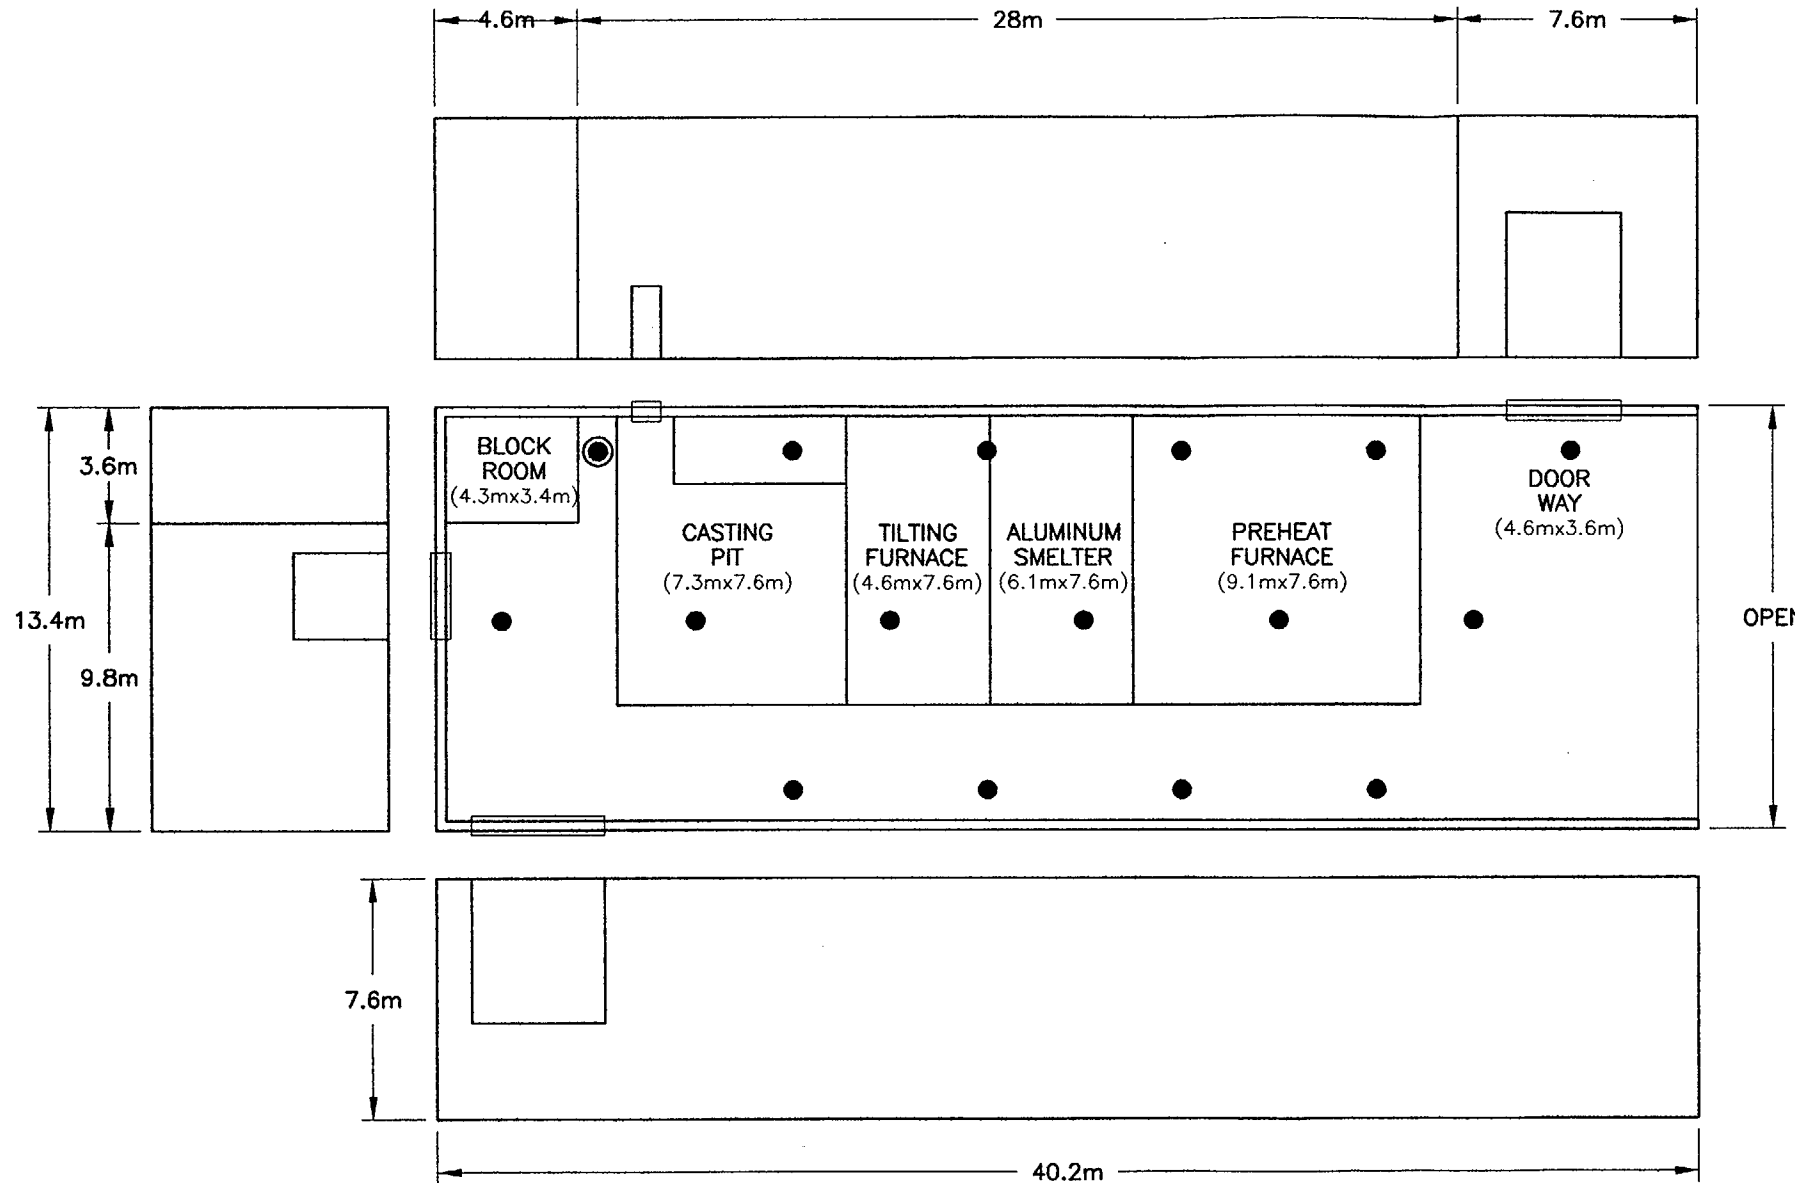 4.6m
28m
7.6m
BLOCK
ROOM
(4.3mx3.4m)
DOOR
WAY
(4.6mx3.6m)
3.6m
CASTING
PIT
(7.3mx7.6m)
TILTING
FURNACE
(4.6mx7.6m)
ALUMINUM
SMELTER
(6.1mx7.6m)
PREHEAT
FURNACE
(9.1mx7.6m)
13.4m
OPEN
9.8m
7.6m
40.2m